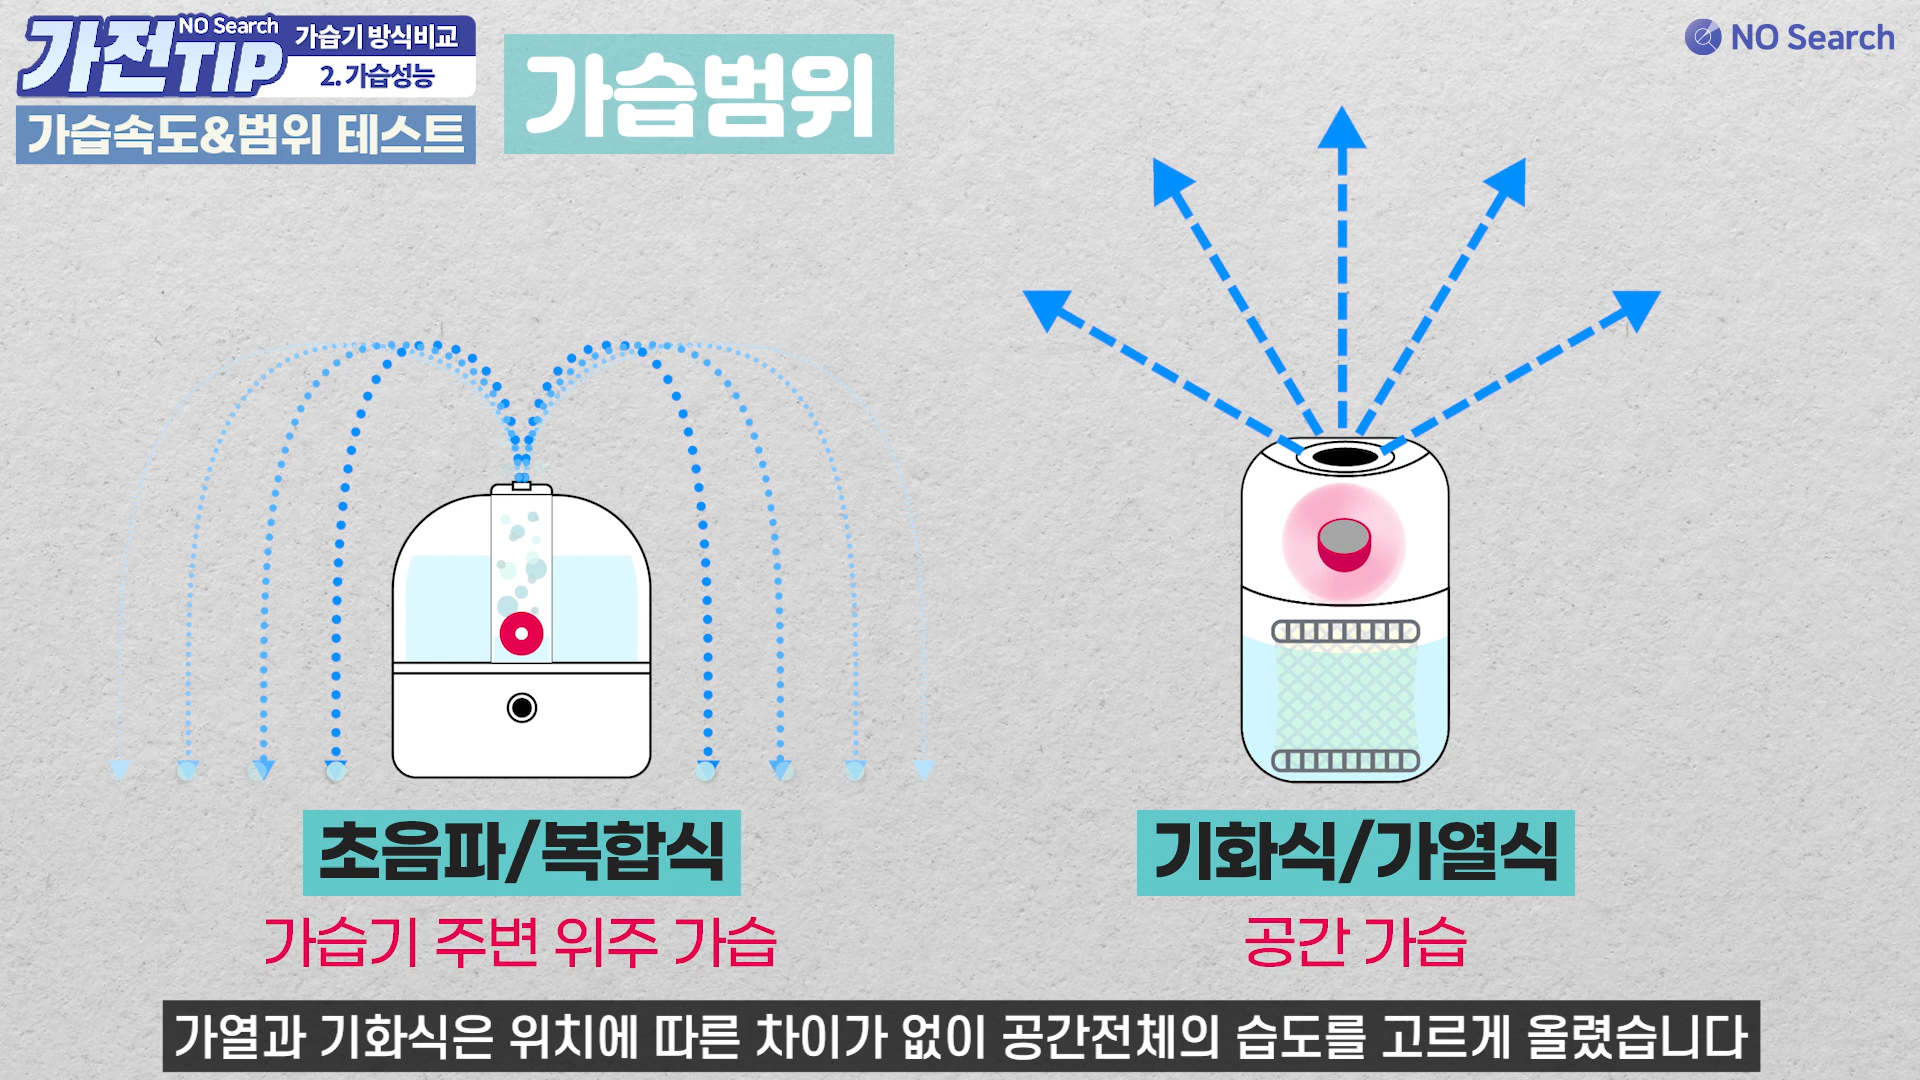 가전TIP
NO Search
가습기 방식비교
2. 가습성능
가습속도&범위 테스트
가습범위
NO Search
초음파/복합식
가습기 주변 위주 가습
기화식/가열식
공간 가습
가열과 기화식은 위치에 따른 차이가 없이 공간전체의 습도를 고르게 올렸습니다